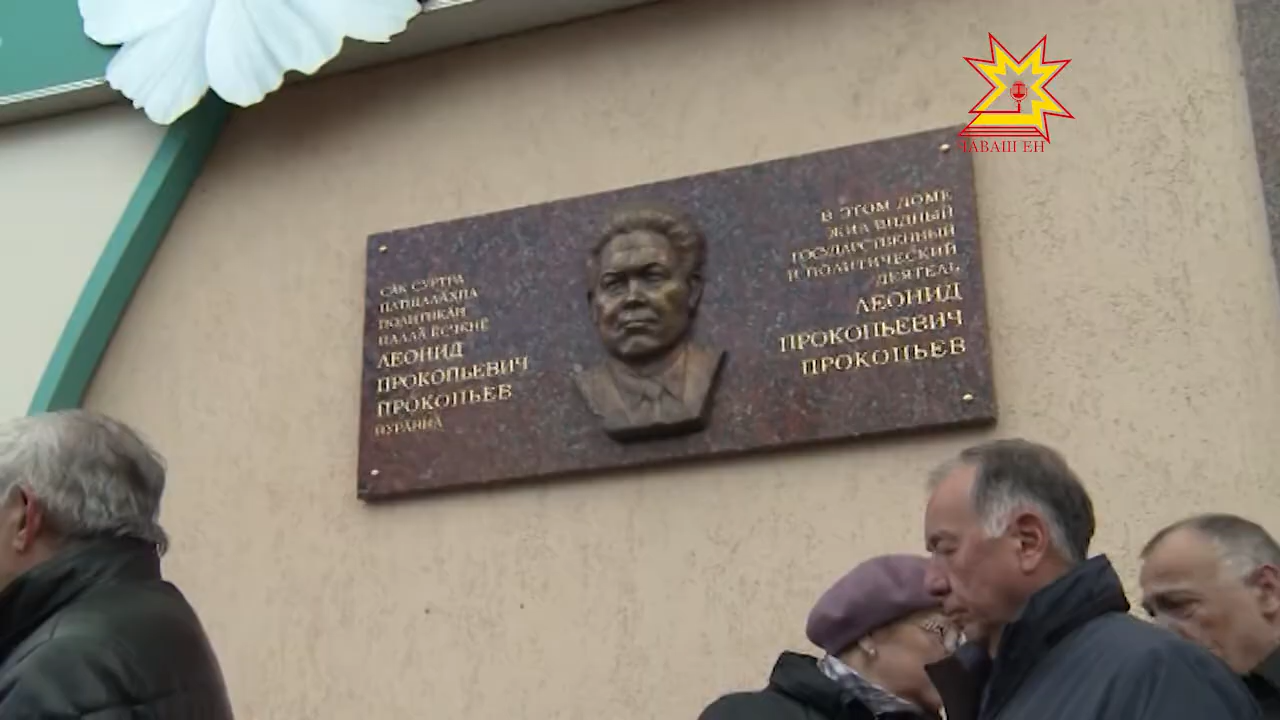 ÇАК ÇУРТРА
ПАТШАЛĂХПА
ПОЛИТИКĂН
ПАЛЛĂ ĔÇЧЕНĔ
ЛЕОНИД
ПРОКОПЬЕВИЧ
ПРОКОПЬЕВ
ПУРĂННĂ
В ЭТОМ ДОМЕ
ЖИЛ ВИДНЫЙ
ГОСУДАРСТВЕННЫЙ
И ПОЛИТИЧЕСКИЙ
ДЕЯТЕЛЬ
ЛЕОНИД
ПРОКОПЬЕВИЧ
ПРОКОПЬЕВ
ЧАВАШ ЕН